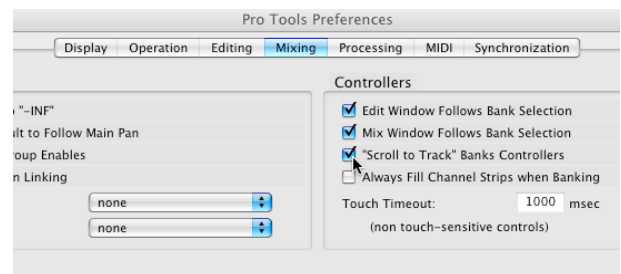 Pro Tools Preferences
Display Operation Editing Mixing Processing MIDI Synchronization
"-INF"
to Follow Main Pan
Enables
Linking
none
none
Controllers
Edit Window Follows Bank Selection
Mix Window Follows Bank Selection
"Scroll to Track" Banks Controllers
Always Fill Channel Strips when Banking
Touch Timeout: 1000 msec
(non touch-sensitive controls)